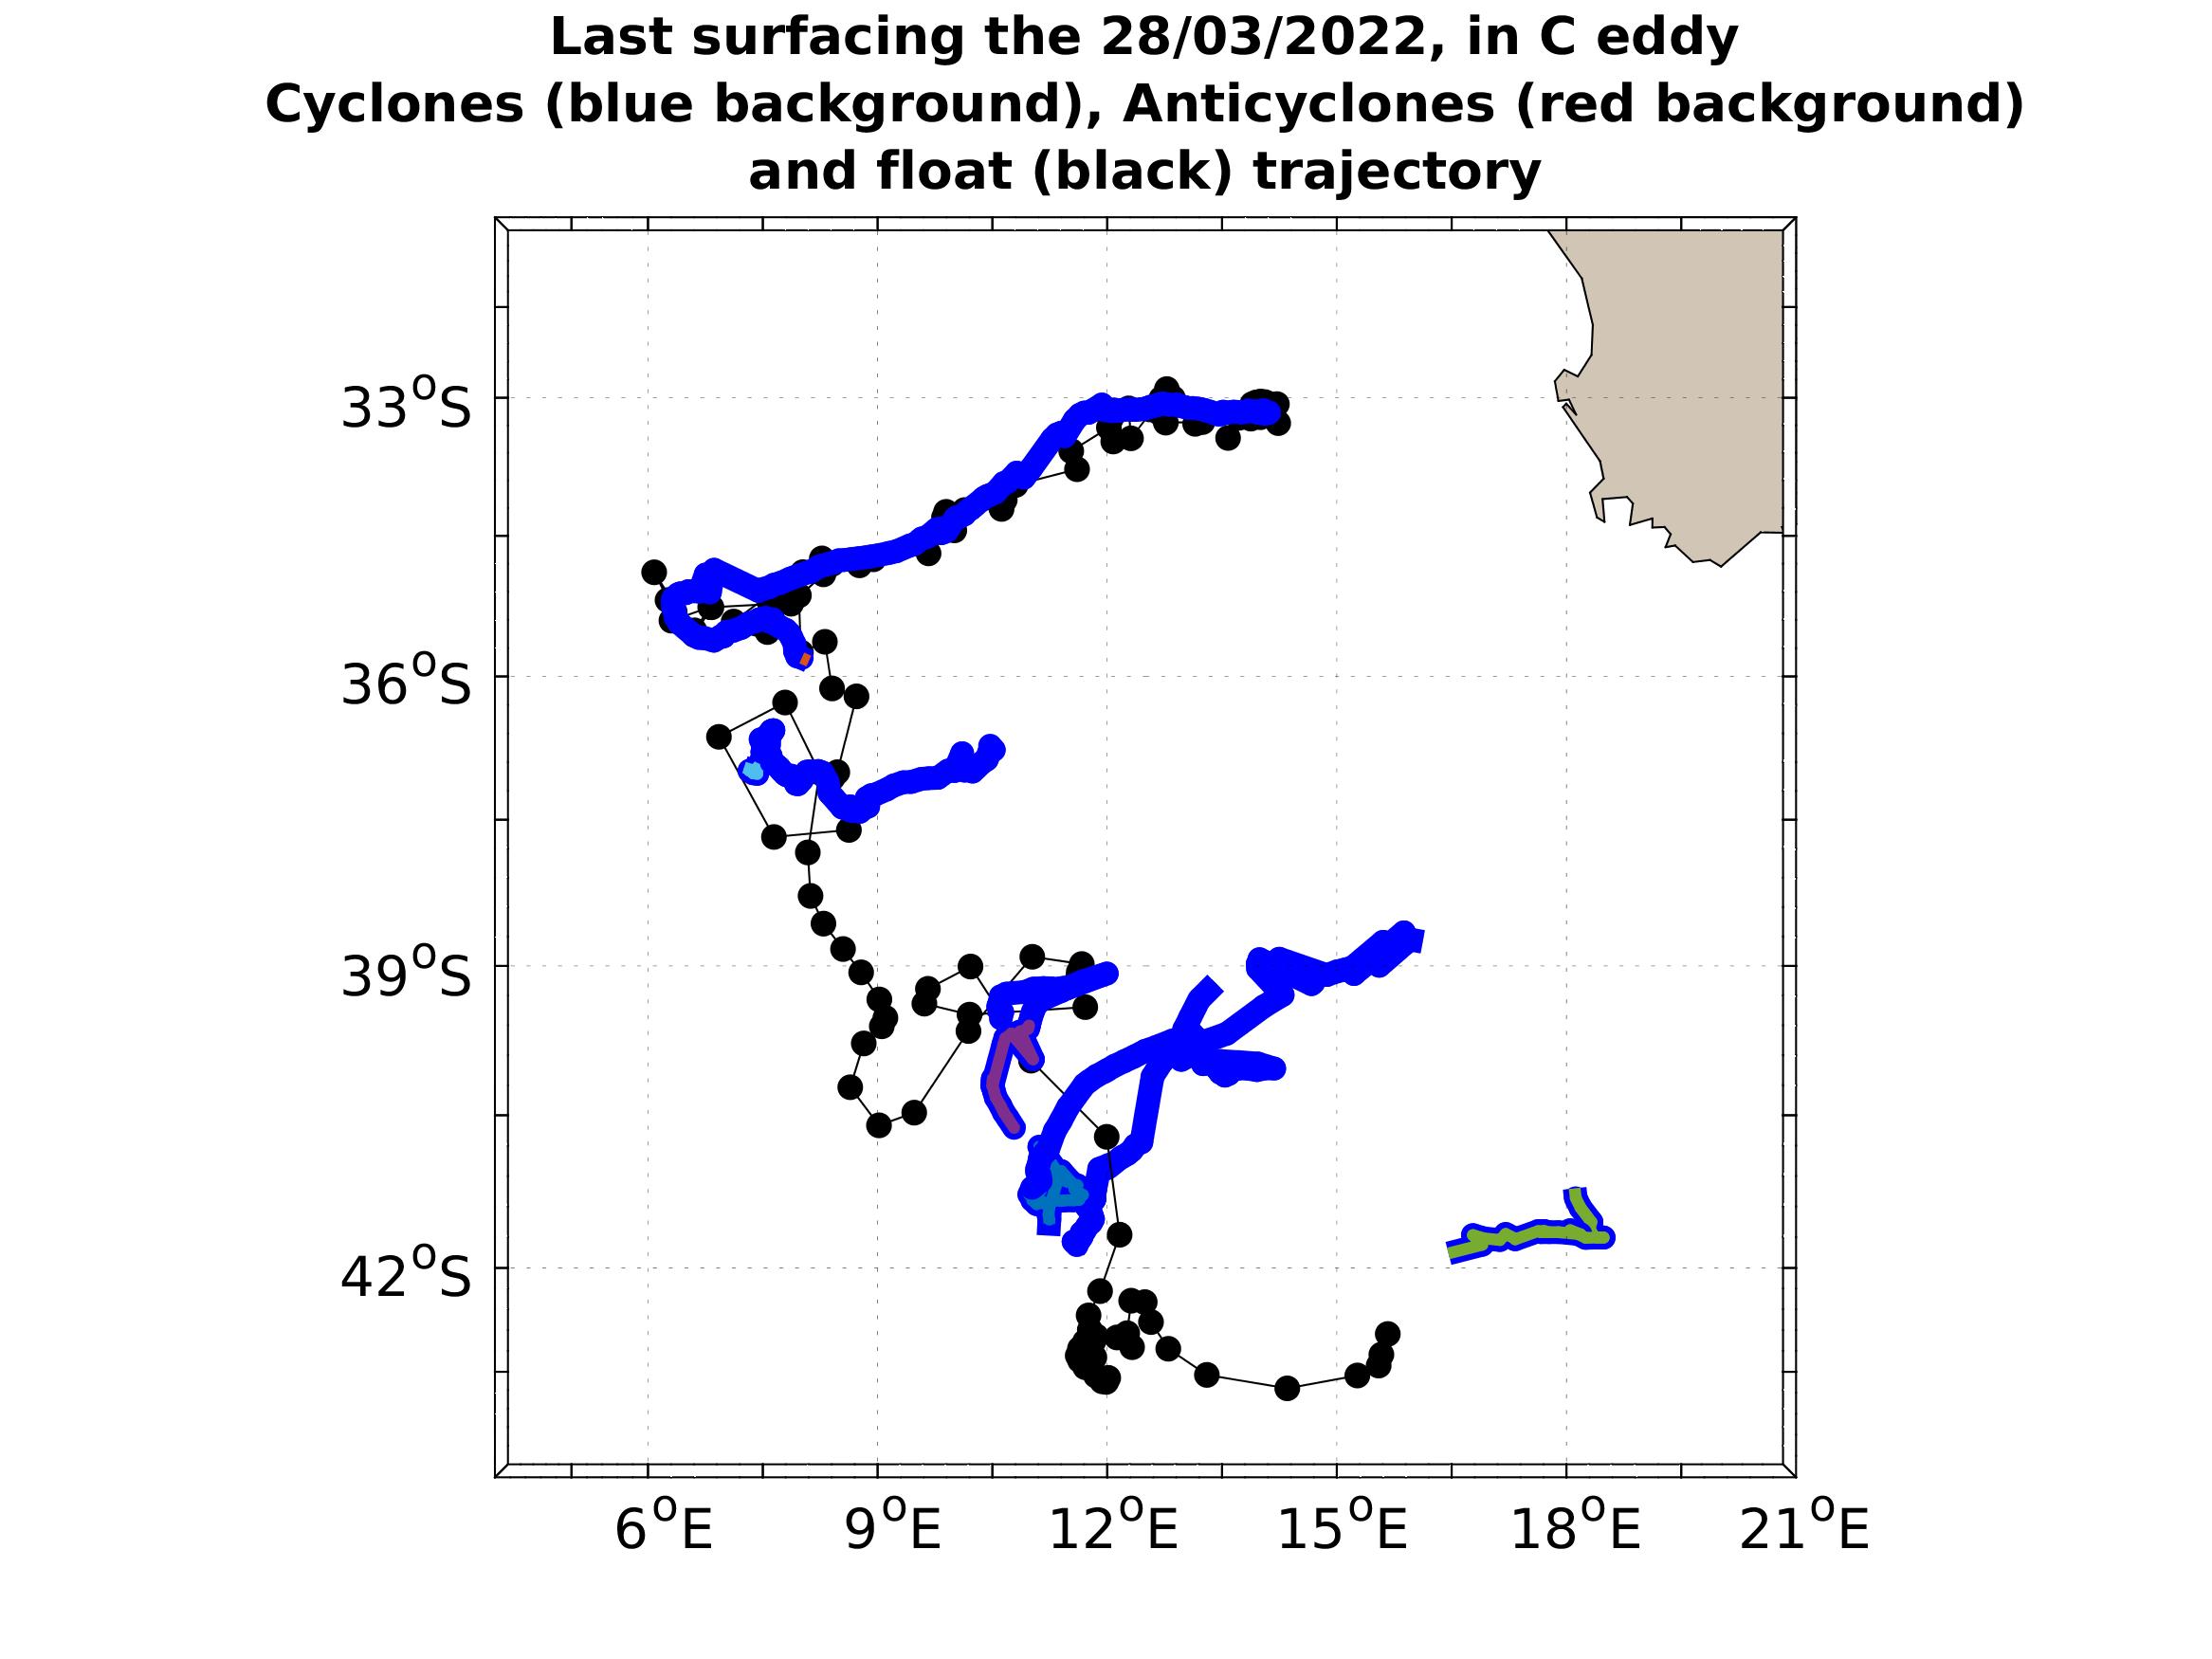 Last surfacing the 28/03/2022, in C eddy
Cyclones (blue background), Anticyclones (red background)
and float (black) trajectory
33°S
36°S
39°S
42°S
6°E 9°E 12°E 15°E 18°E 21°E